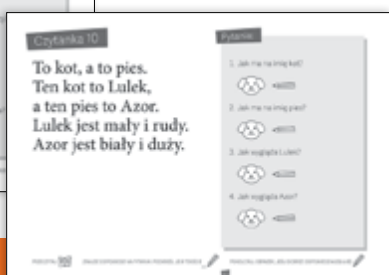 Czytanka 10
To kot, a to pies.
Ten kot to Lulek,
a ten pies to Azor.
Lulek jest mały i rudy.
Azor jest biały i duży.
Pytania:
1. Jak ma na imię kot?
2. Jak ma na imię pies?
3. Jak wygląda Lulek?
4. Jak wygląda Azor?